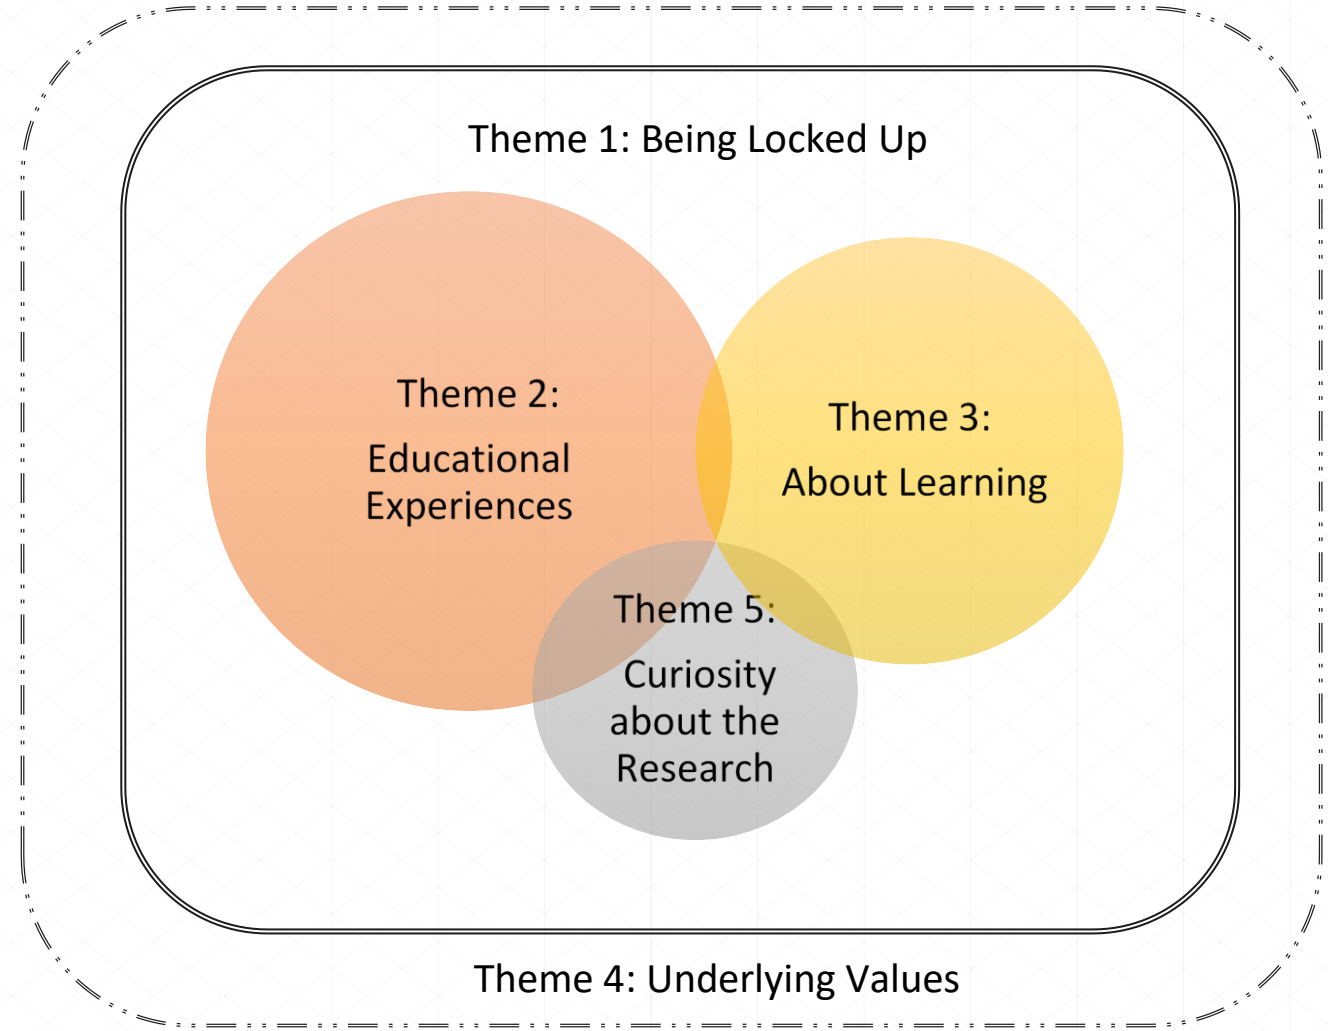 Theme 1: Being Locked Up
Theme 2:
Educational
Experiences
Theme 3:
About Learning
Theme 5:
Curiosity
about the
Research
Theme 4: Underlying Values